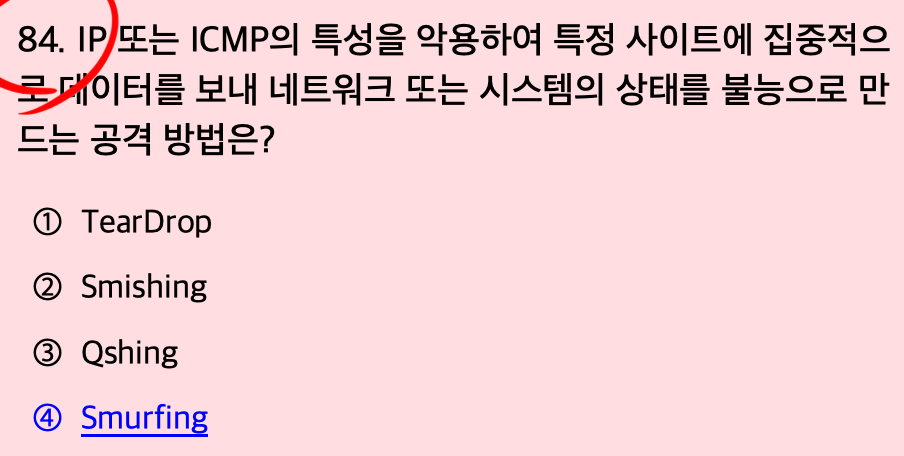 84. IP 또는 ICMP의 특성을 악용하여 특정 사이트에 집중적으
로 데이터를 보내 네트워크 또는 시스템의 상태를 불능으로 만
드는 공격 방법은?
① TearDrop
② Smishing
③ Qshing
④ Smurfing